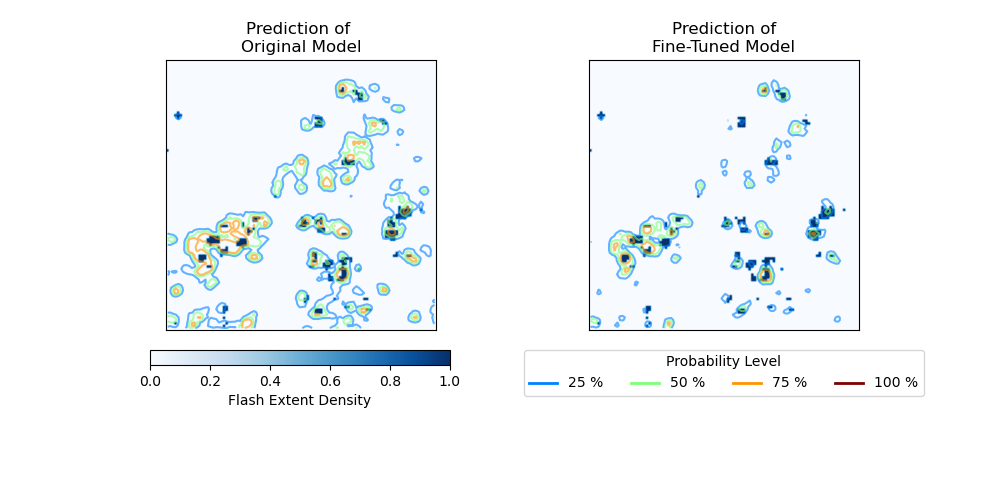 Prediction of
Original Model
Prediction of
Fine-Tuned Model
0.0 0.2 0.4 0.6 0.8 1.0
Flash Extent Density
Probability Level
25 % 50 % 75 % 100 %